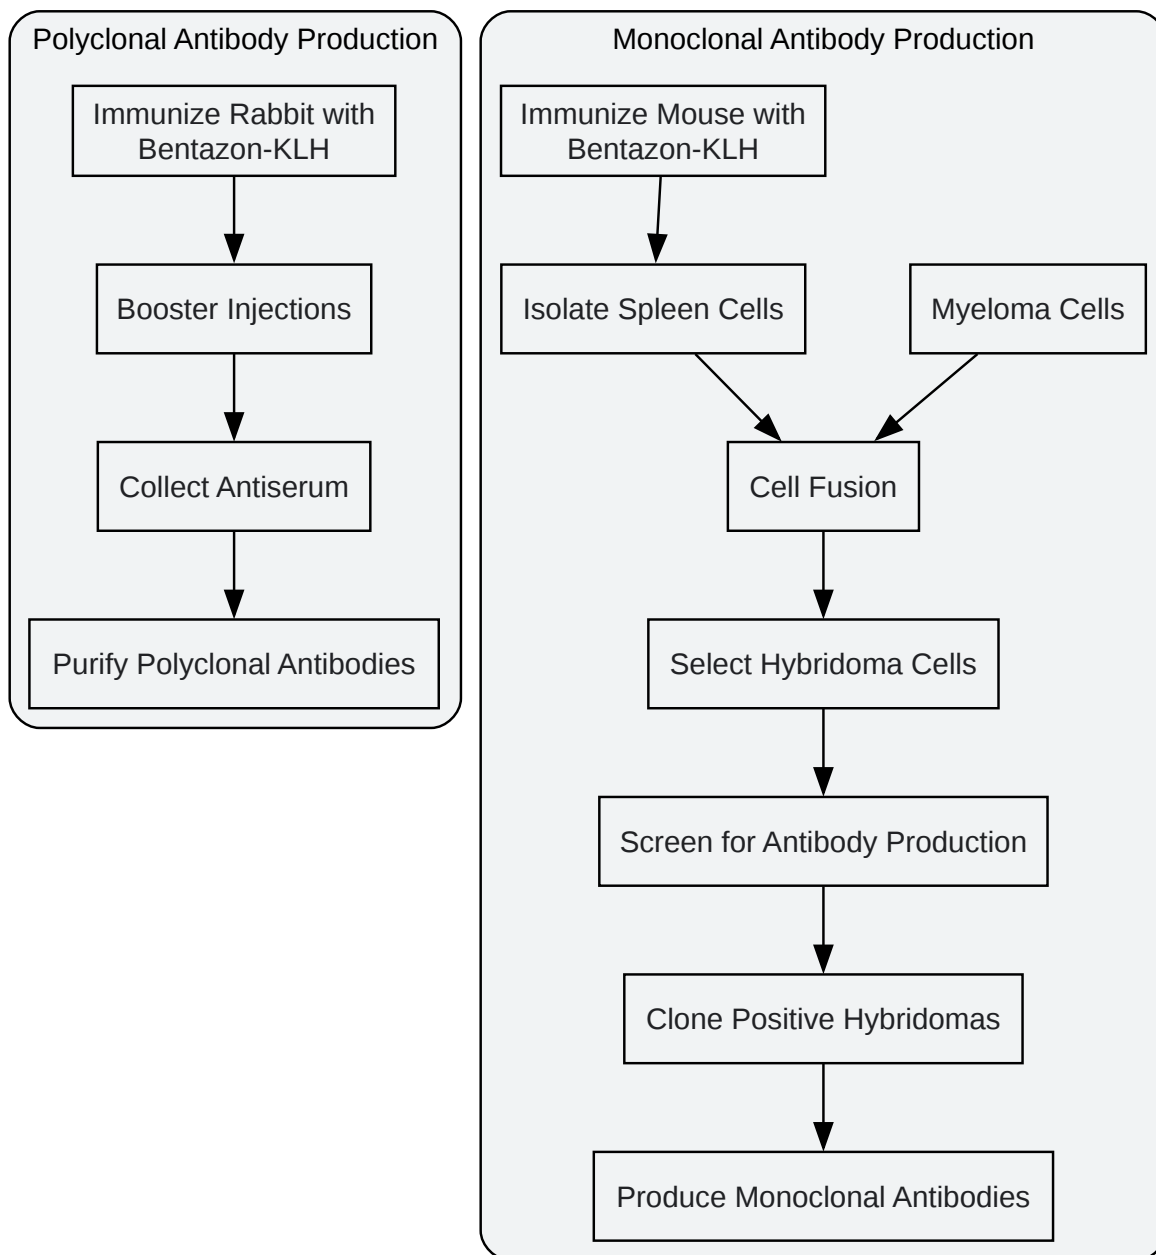 Polyclonal Antibody Production
Immunize Rabbit with
Bentazon-KLH
Booster Injections
Collect Antiserum
Purify Polyclonal Antibodies
Monoclonal Antibody Production
Immunize Mouse with
Bentazon-KLH
Isolate Spleen Cells
Myeloma Cells
Cell Fusion
Select Hybridoma Cells
Screen for Antibody Production
Clone Positive Hybridomas
Produce Monoclonal Antibodies